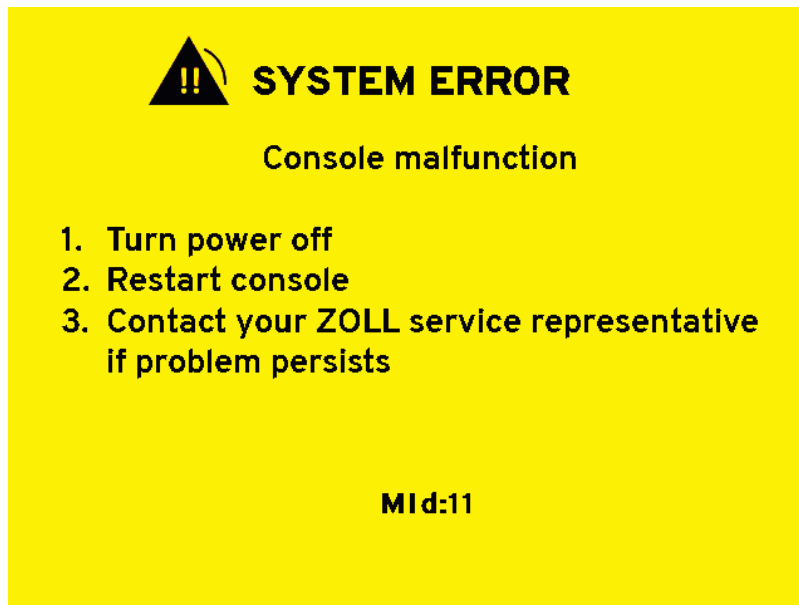 !!
SYSTEM ERROR
Console malfunction
1. Turn power off
2. Restart console
3. Contact your ZOLL service representative
if problem persists
MId:11